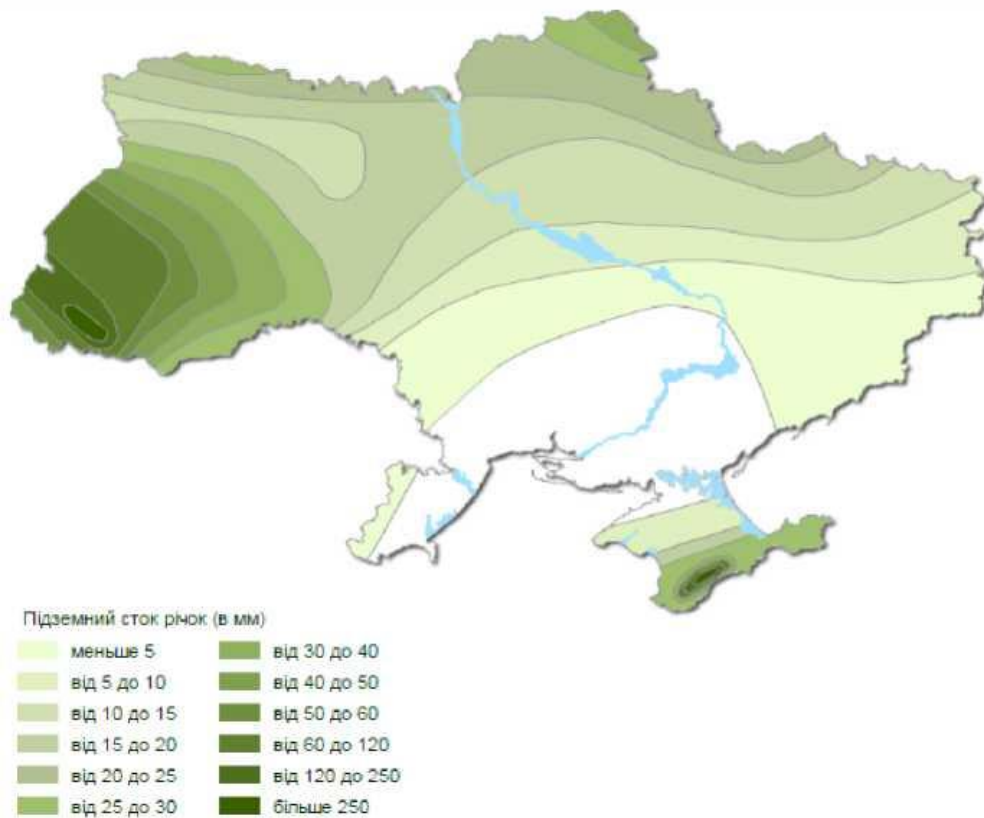 Підземний сток річок (в мм)
меньше 5
від 5 до 10
від 10 до 15
від 15 до 20
від 20 до 25
від 25 до 30
від 30 до 40
від 40 до 50
від 50 до 60
від 60 до 120
від 120 до 250
більше 250